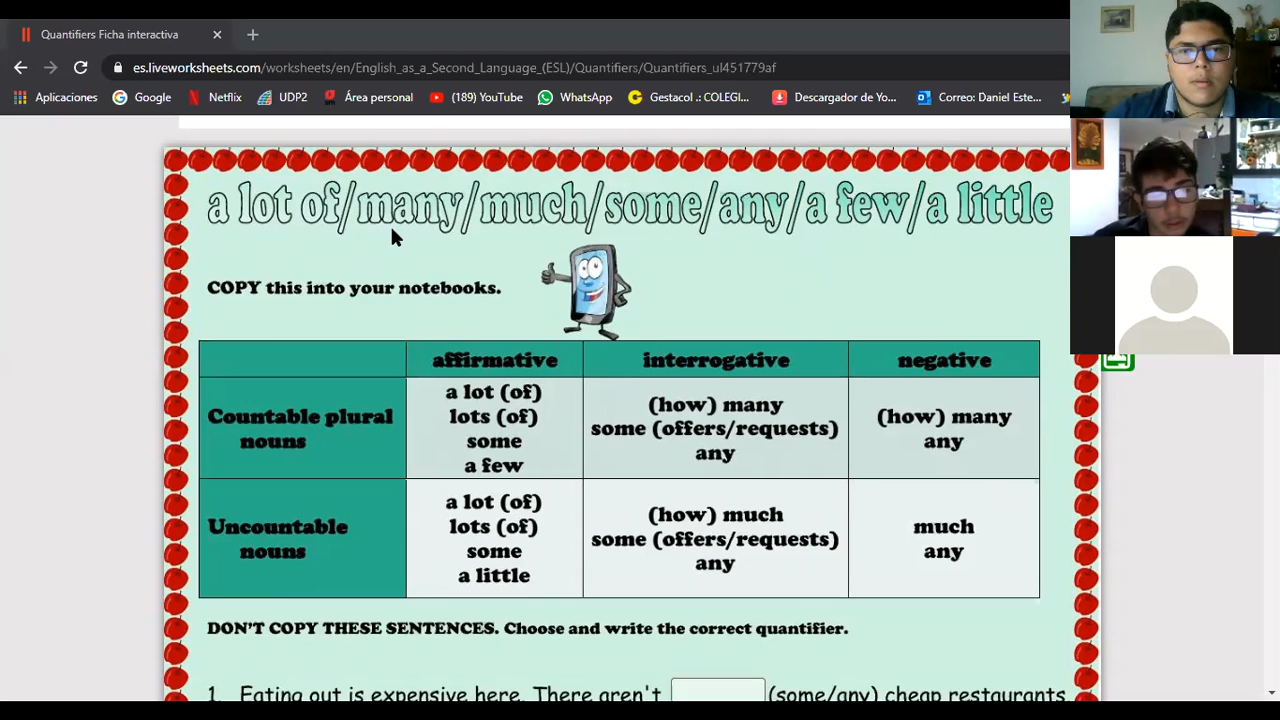 Quantifiers Ficha interactiva
es.liveworksheets.com/worksheets/en/English_as_a_Second_Language_(ESL)/Quantifiers/Quantifiers_ul451779af
Aplicaciones Google Netflix UDP2 Área personal (189) YouTube WhatsApp Gestacol .: COLEGI... Descargador de Yo... Correo: Daniel Este...
a lot of/many/much/some/any/a few/a little
COPY this into your notebooks.
affirmative interrogative negative
Countable plural nouns
a lot (of)
lots (of)
some
a few
(how) many
some (offers/requests)
any
(how) many
any
Uncountable nouns
a lot (of)
lots (of)
some
a little
(how) much
some (offers/requests)
any
much
any
DON'T COPY THESE SENTENCES. Choose and write the correct quantifier.
1. Eating out is expensive here. There aren't (some/any) cheap restaurants